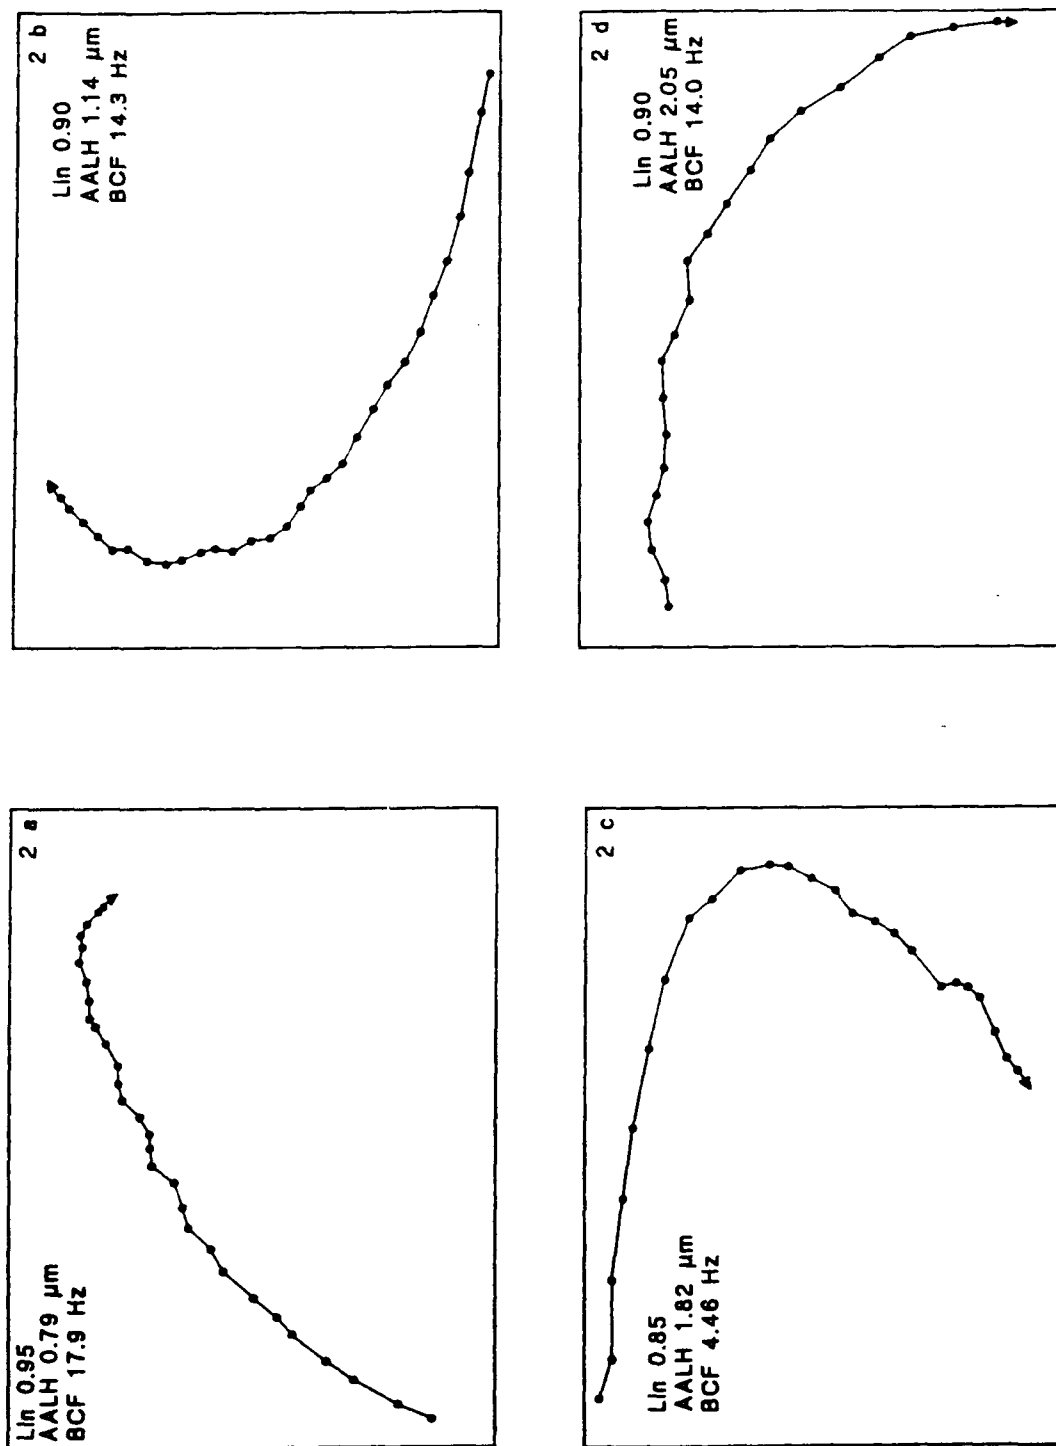 2 a
Lin 0.95
AALH 0.79 µm
BCF 17.9 Hz
2 b
Lin 0.90
AALH 1.14 µm
BCF 14.3 Hz
2 c
Lin 0.85
AALH 1.82 µm
BCF 4.46 Hz
2 d
Lin 0.90
AALH 2.05 µm
BCF 14.0 Hz